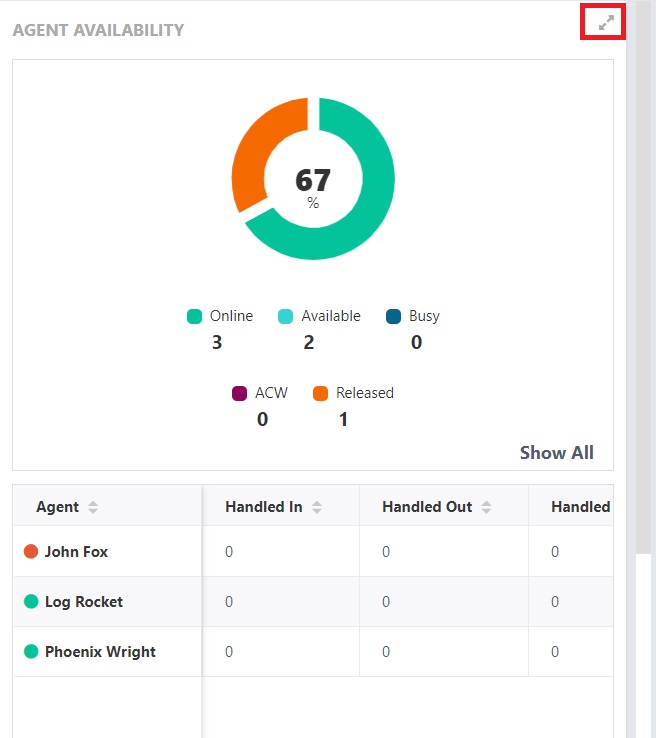 AGENT AVAILABILITY
67
%
Online Available Busy
3 2 0
ACW Released
0 1
Show All
Agent Handled In Handled Out Handled
John Fox 0 0 0
Log Rocket 0 0 0
Phoenix Wright 0 0 0